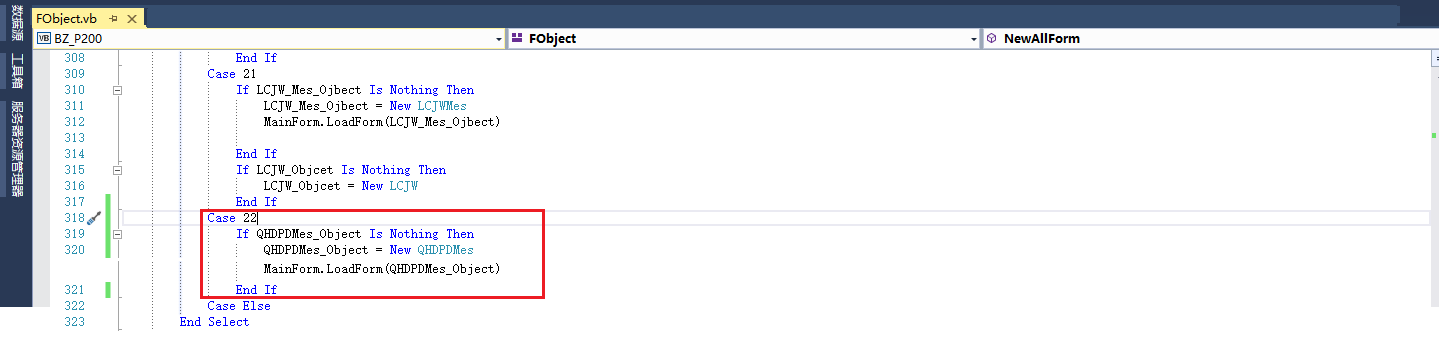 数据源
工具箱
服务器资源管理器
FObject.vb
VB BZ_P200
FObject
NewAllForm
308 End If
309 Case 21
310 If LCJW_Mes_Ojbect Is Nothing Then
311 LCJW_Mes_Ojbect = New LCJWMes
312 MainForm.LoadForm(LCJW_Mes_Ojbect)
313
314 End If
315 If LCJW_Objcet Is Nothing Then
316 LCJW_Objcet = New LCJW
317 End If
318 Case 22
319 If QHDPDMes_Object Is Nothing Then
320 QHDPDMes_Object = New QHDPDMes
MainForm.LoadForm(QHDPDMes_Object)
321 End If
322 Case Else
323 End Select